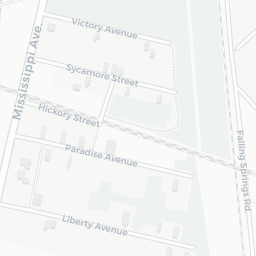 Victory Avenue
Mississippi Ave
Sycamore Street
Hickory Street
Falling Springs Rd
Paradise Avenue
Liberty Avenue